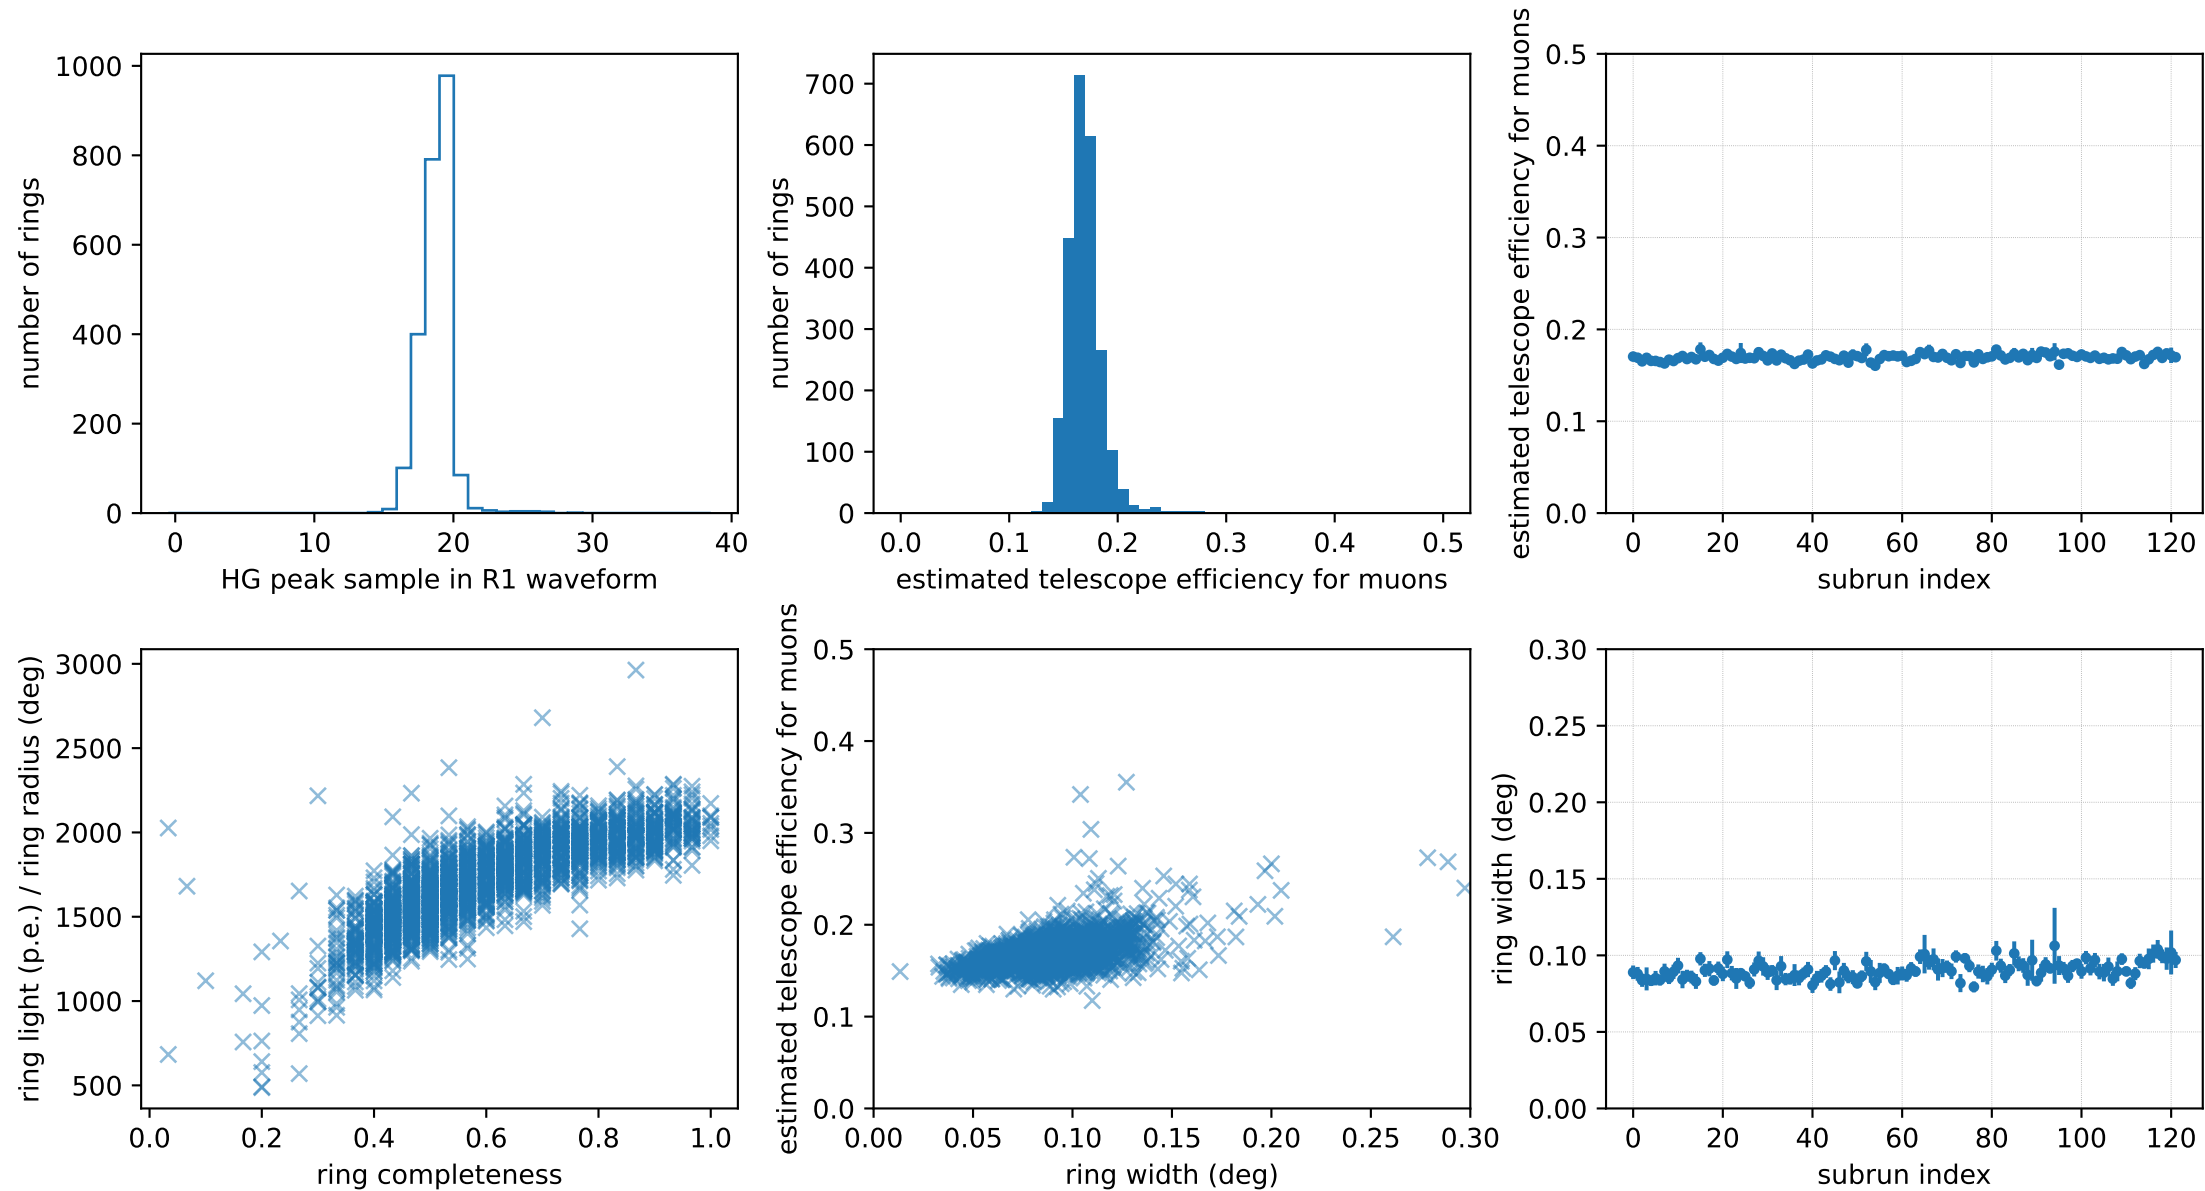 1000
800
600
400
200
0
0 10 20 30 40
number of rings
HG peak sample in R1 waveform
700
600
500
400
300
200
100
0
0.0 0.1 0.2 0.3 0.4 0.5
number of rings
estimated telescope efficiency for muons
0.5
0.4
0.3
0.2
0.1
0.0
0 20 40 60 80 100 120
estimated telescope efficiency for muons
subrun index
3000
2500
2000
1500
1000
500
0.0 0.2 0.4 0.6 0.8 1.0
ring light (p.e.) / ring radius (deg)
ring completeness
0.5
0.4
0.3
0.2
0.1
0.0
0.00 0.05 0.10 0.15 0.20 0.25 0.30
estimated telescope efficiency for muons
ring width (deg)
0.30
0.25
0.20
0.15
0.10
0.05
0.00
0 20 40 60 80 100 120
ring width (deg)
subrun index